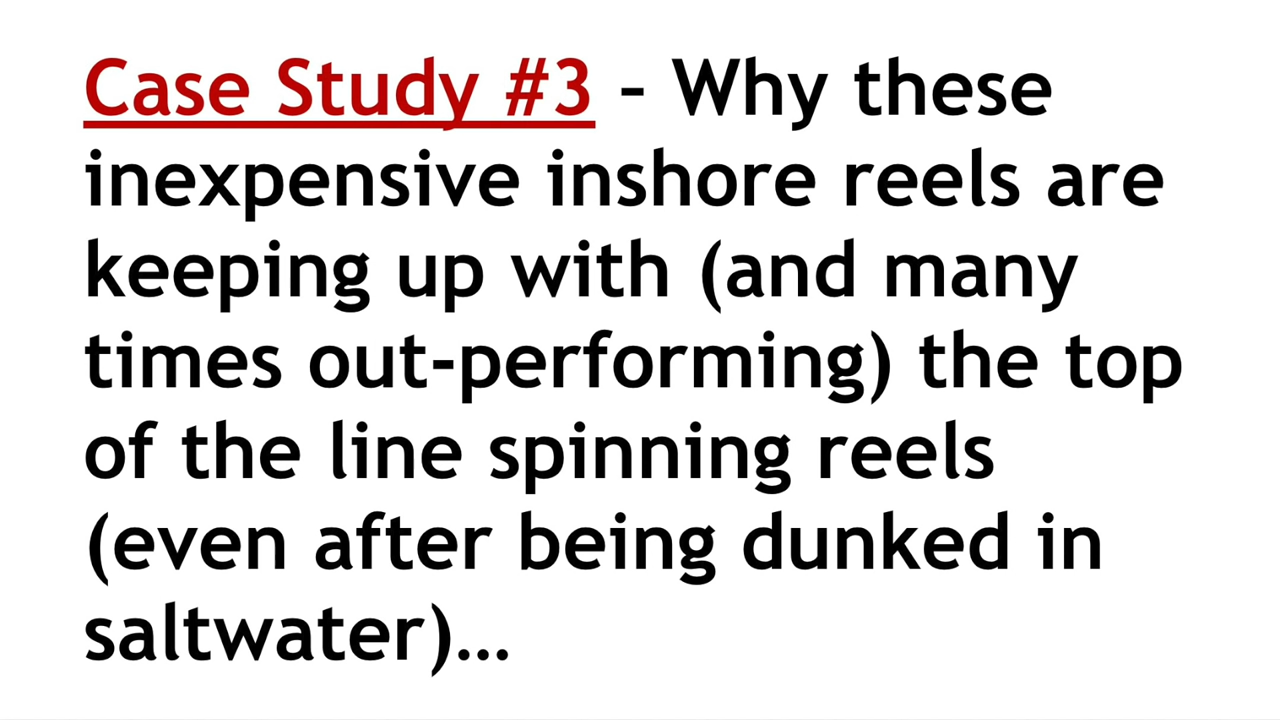 Case Study #3 – Why these
inexpensive inshore reels are
keeping up with (and many
times out-performing) the top
of the line spinning reels
(even after being dunked in
saltwater)…